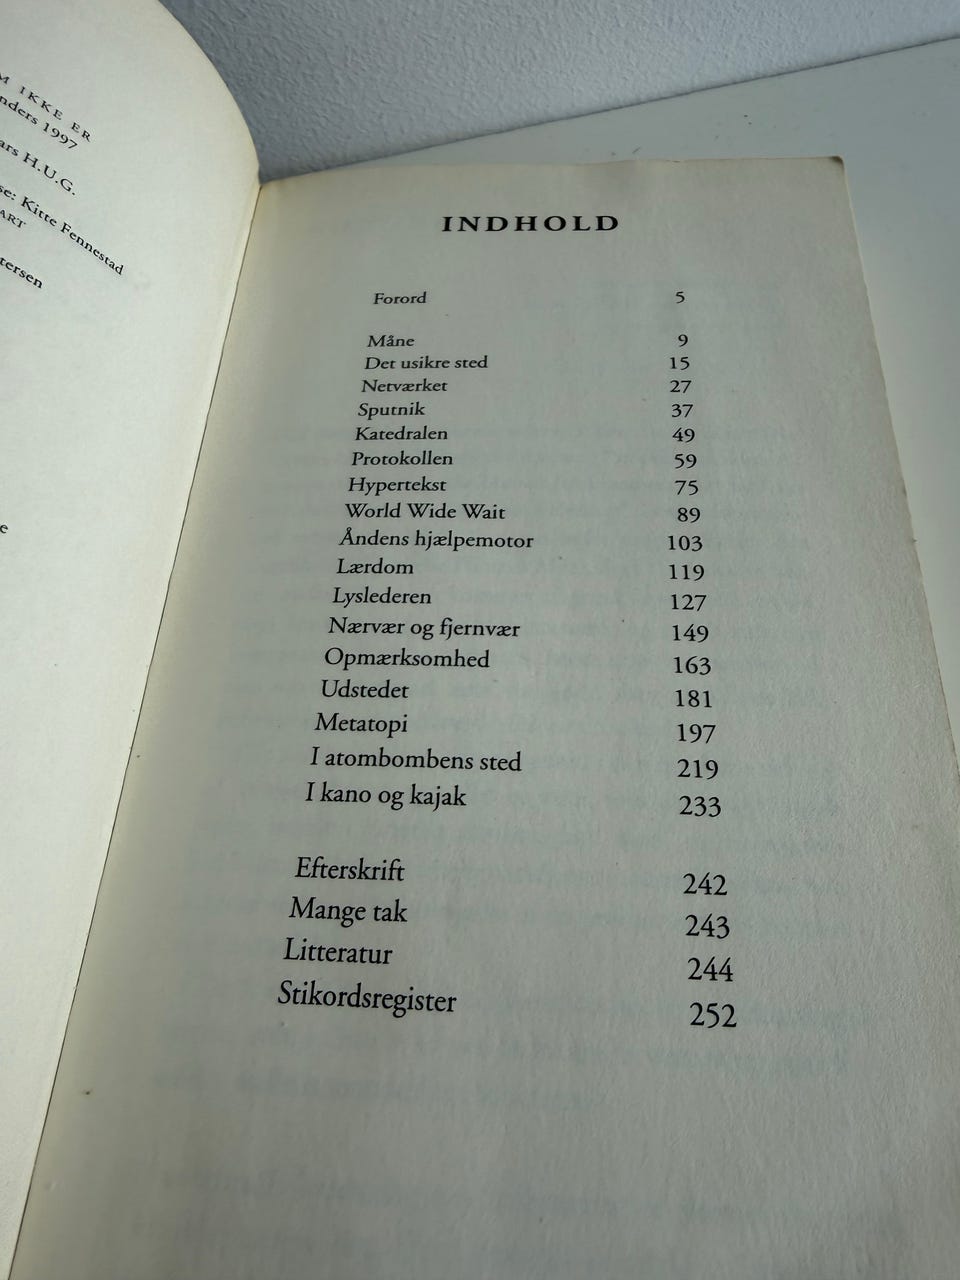 M IKKE ER
nders 1997
ars H.U.G.
se: Kitte Fennestad
ART
tersen
e
INDHOLD
Forord 5
Måne 9
Det usikre sted 15
Netværket 27
Sputnik 37
Katedralen 49
Protokollen 59
Hypertekst 75
World Wide Wait 89
Åndens hjælpemotor 103
Lærdom 119
Lyslederen 127
Nærvær og fjernvær 149
Opmærksomhed 163
Udstedet 181
Metatopi 197
I atombombens sted 219
I kano og kajak 233
Efterskrift 242
Mange tak 243
Litteratur 244
Stikordsregister 252